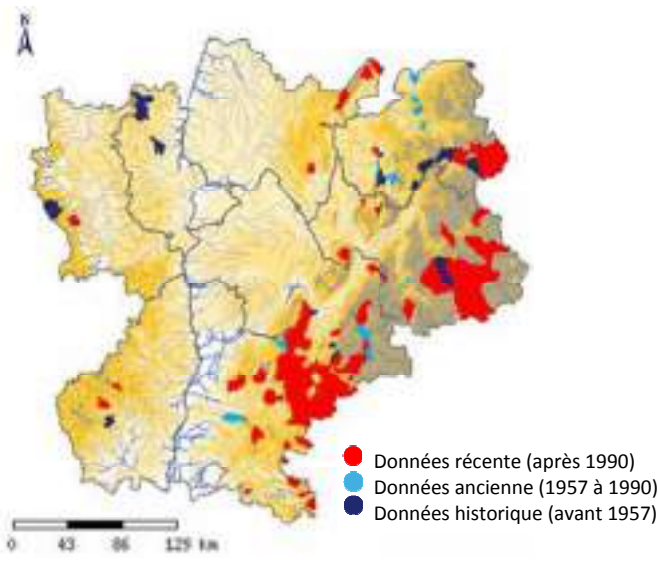 N
Données récente (après 1990)
Données ancienne (1957 à 1990)
Données historique (avant 1957)
0 43 86 129 Km